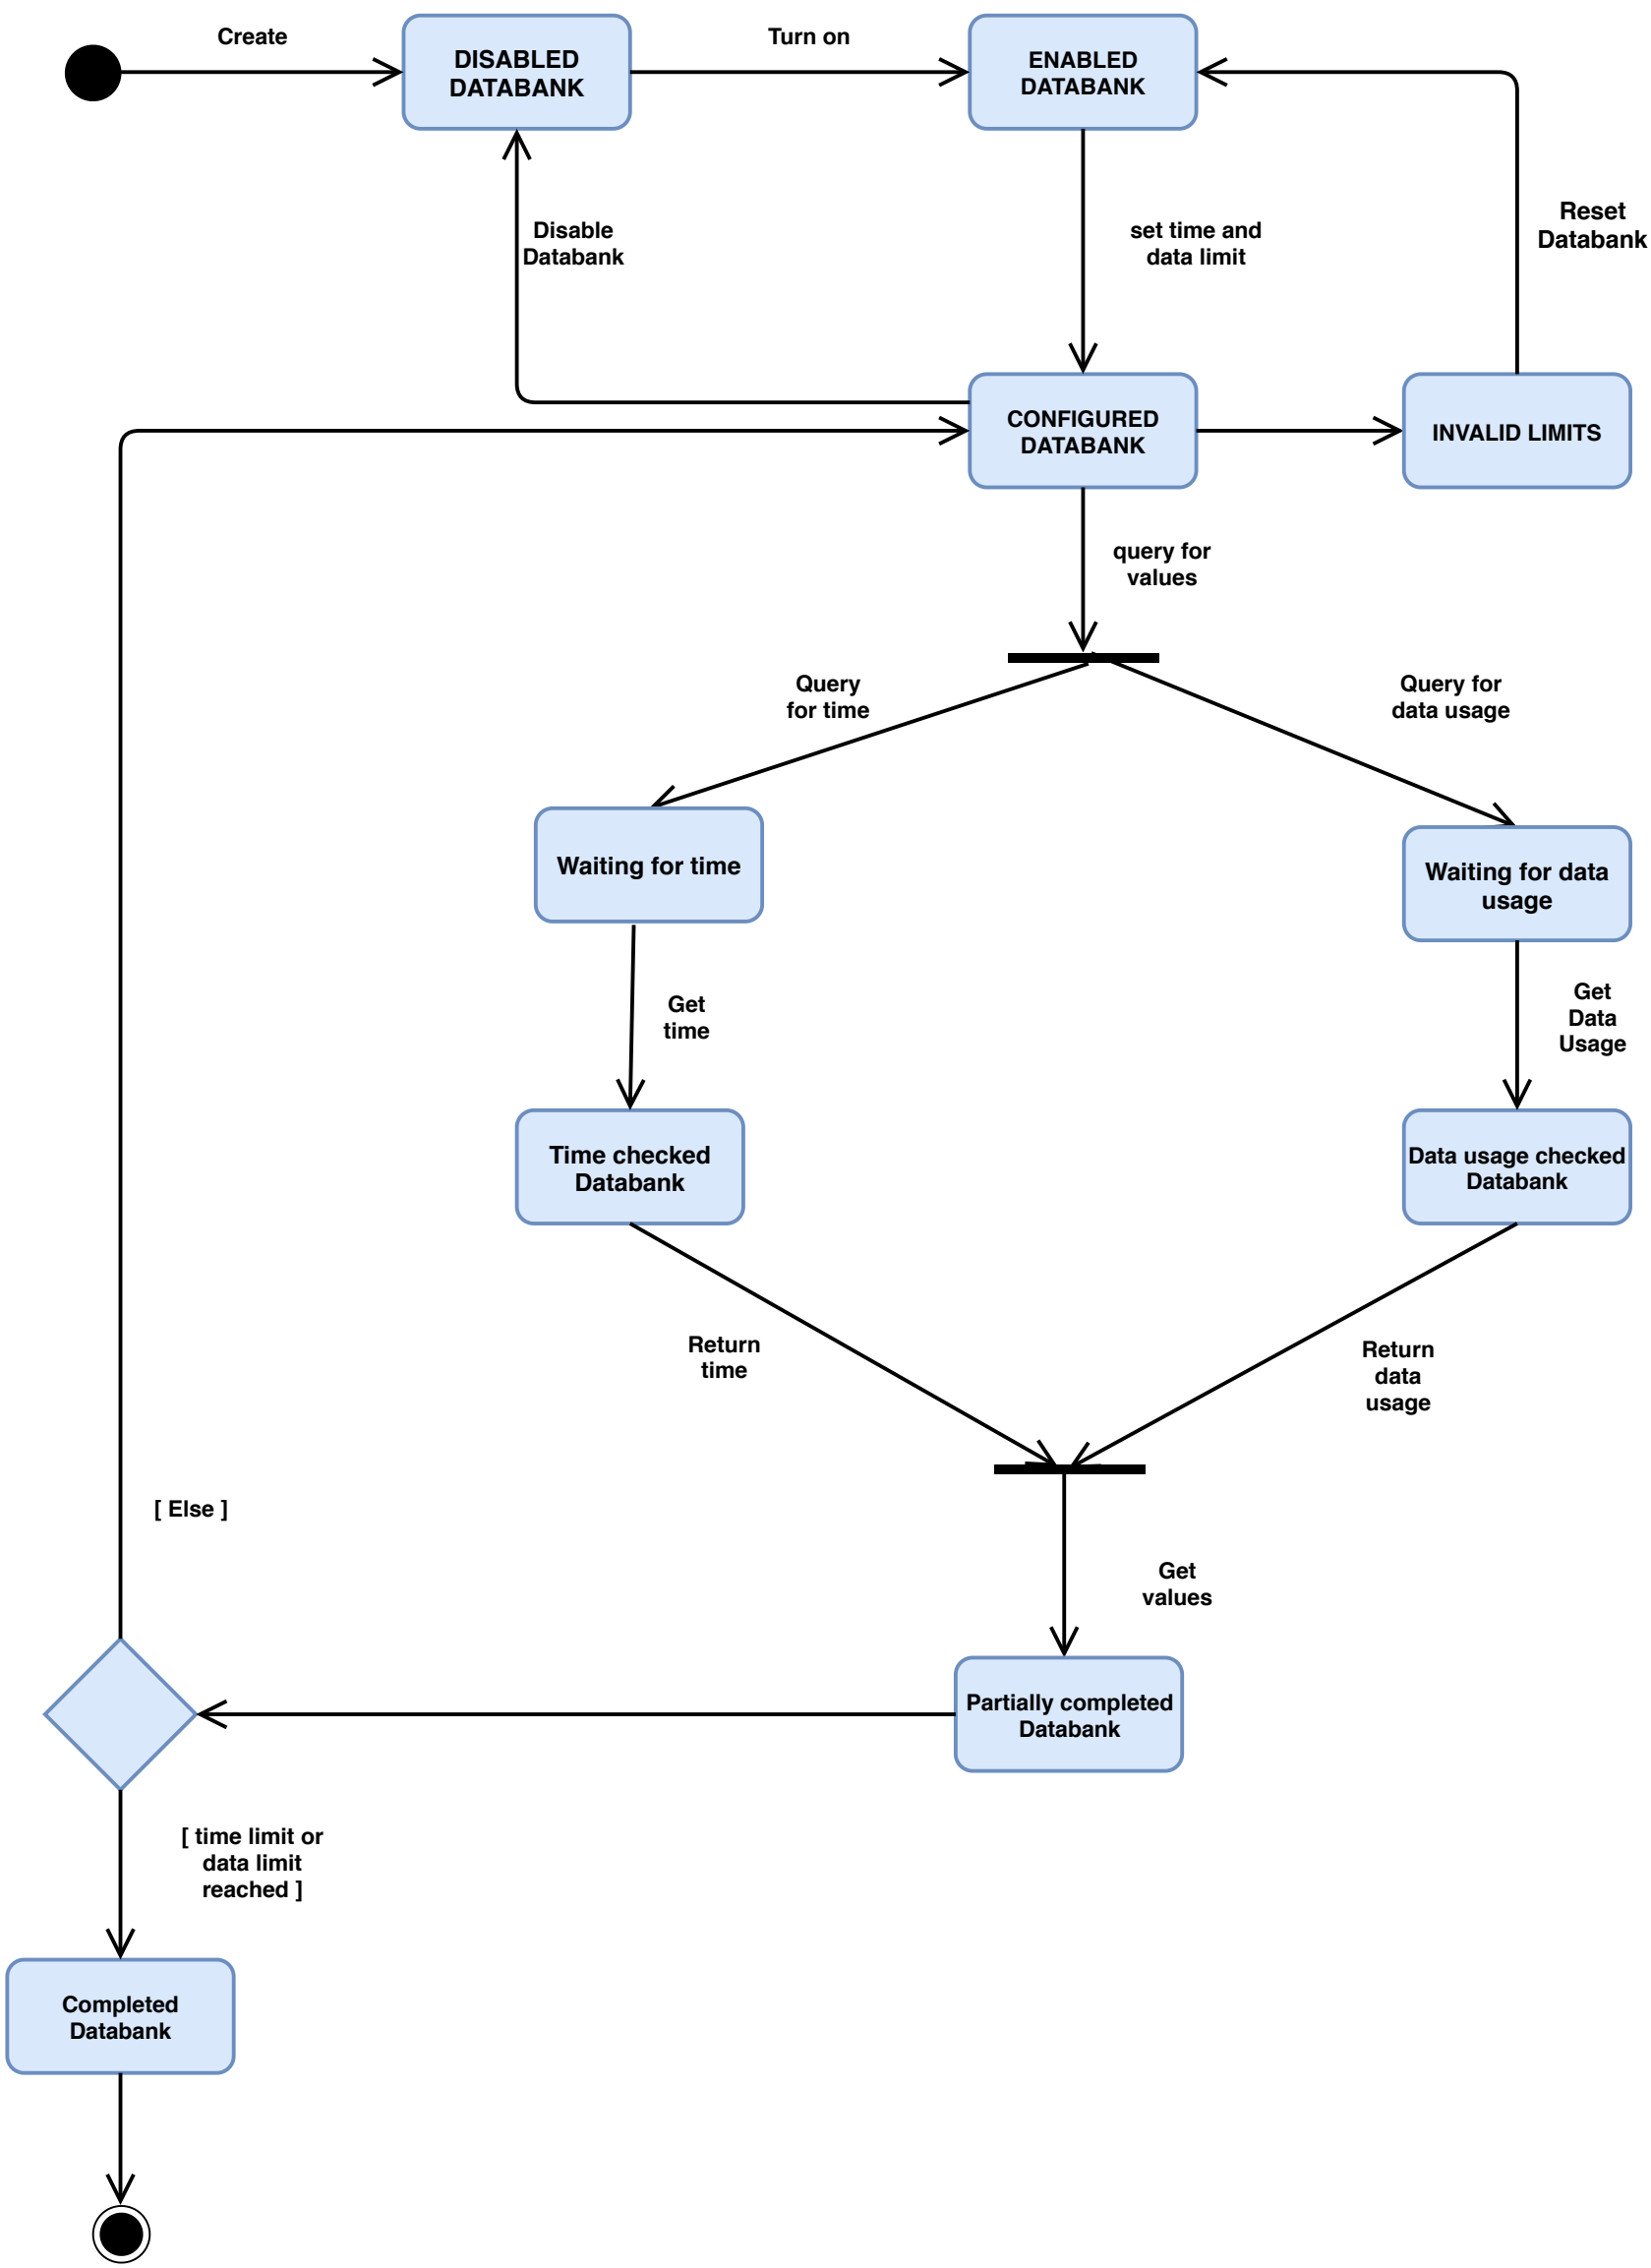 Create
DISABLED
DATABANK
Turn on
ENABLED
DATABANK
Disable
Databank
set time and
data limit
Reset
Databank
CONFIGURED
DATABANK
INVALID LIMITS
query for
values
Query
for time
Query for
data usage
Waiting for time
Waiting for data
usage
Get
time
Get
Data
Usage
Time checked
Databank
Data usage checked
Databank
Return
time
Return
data
usage
[ Else ]
Get
values
Partially completed
Databank
[ time limit or
data limit
reached ]
Completed
Databank